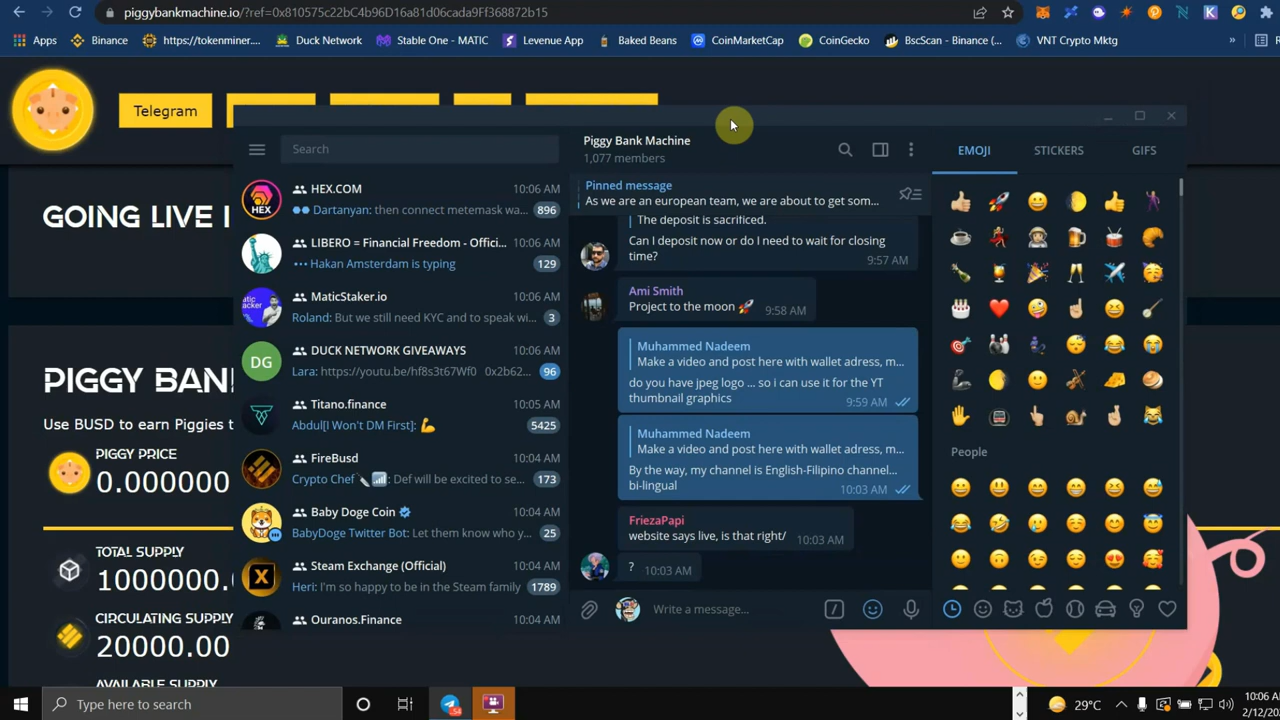 piggybankmachine.io/?ref=0x810575c22bC4b96D16a81d06cada9Ff368872b15
Apps
Binance
https://tokenminer....
Duck Network
Stable One - MATIC
Levenue App
Baked Beans
CoinMarketCap
CoinGecko
BscScan - Binance (...
VNT Crypto Mktg
»
Telegram
GOING LIVE
PIGGY BAN
Use BUSD to earn Piggies t
PIGGY PRICE
0.000000
TOTAL SUPPLY
1000000.
CIRCULATING SUPPLY
20000.00
AVAILABLE SUPPLY
Search
HEX.COM 10:06 AM
Dartanyan: then connect metemask wa... 896
LIBERO = Financial Freedom - Offici... 10:06 AM
Hakan Amsterdam is typing 129
MaticStaker.io 10:06 AM
Roland: But we still need KYC and to speak wi... 3
DUCK NETWORK GIVEAWAYS 10:06 AM
DG
Lara: https://youtu.be/hf8s3t67Wf0 0x2b62... 96
Titano.finance 10:05 AM
Abdul[I Won't DM First]: 💪 5425
FireBusd 10:04 AM
Crypto Chef 📶: Def will be excited to se... 173
Baby Doge Coin 10:04 AM
BabyDoge Twitter Bot: Let them know who y... 25
Steam Exchange (Official) 10:04 AM
Heri: I'm so happy to be in the Steam family 1789
Ouranos.Finance 10:04 AM
Piggy Bank Machine
1,077 members
Pinned message
As we are an european team, we are about to get som...
The deposit is sacrificed.
Can I deposit now or do I need to wait for closing
time?
9:57 AM
Ami Smith
Project to the moon 🚀 9:58 AM
Muhammed Nadeem
Make a video and post here with wallet adress, m...
do you have jpeg logo ... so i can use it for the YT
thumbnail graphics 9:59 AM
Muhammed Nadeem
Make a video and post here with wallet adress, m...
By the way, my channel is English-Filipino channel...
bi-lingual 10:03 AM
FriezaPapi
website says live, is that right/ 10:03 AM
? 10:03 AM
Write a message...
EMOJI
STICKERS
GIFS
People
Type here to search
54
29°C
10:06 A
2/12/202